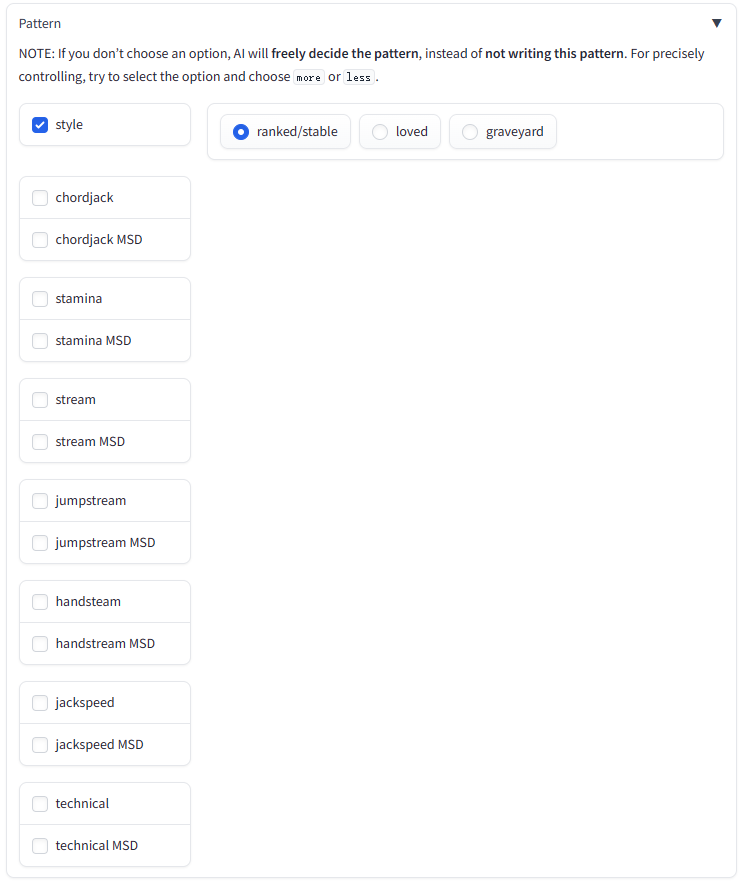 Pattern ▼
NOTE: If you don't choose an option, AI will freely decide the pattern, instead of not writing this pattern. For precisely
controlling, try to select the option and choose more or less.
style
ranked/stable loved graveyard
chordjack
chordjack MSD
stamina
stamina MSD
stream
stream MSD
jumpstream
jumpstream MSD
handsteam
handstream MSD
jackspeed
jackspeed MSD
technical
technical MSD